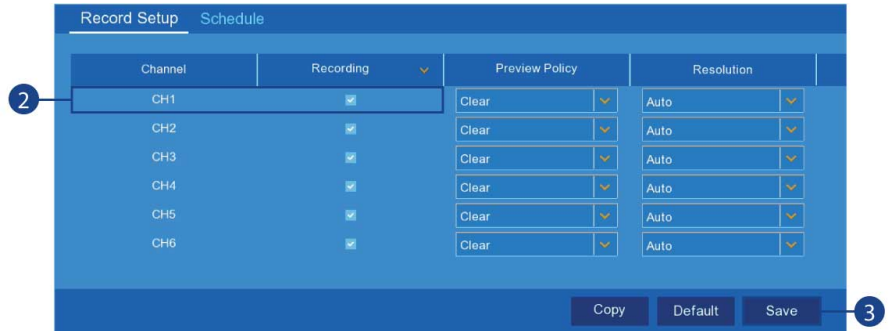 Record Setup Schedule
Channel Recording Preview Policy Resolution
2 CH1 Clear Auto
CH2 Clear Auto
CH3 Clear Auto
CH4 Clear Auto
CH5 Clear Auto
CH6 Clear Auto
Copy Default Save 3